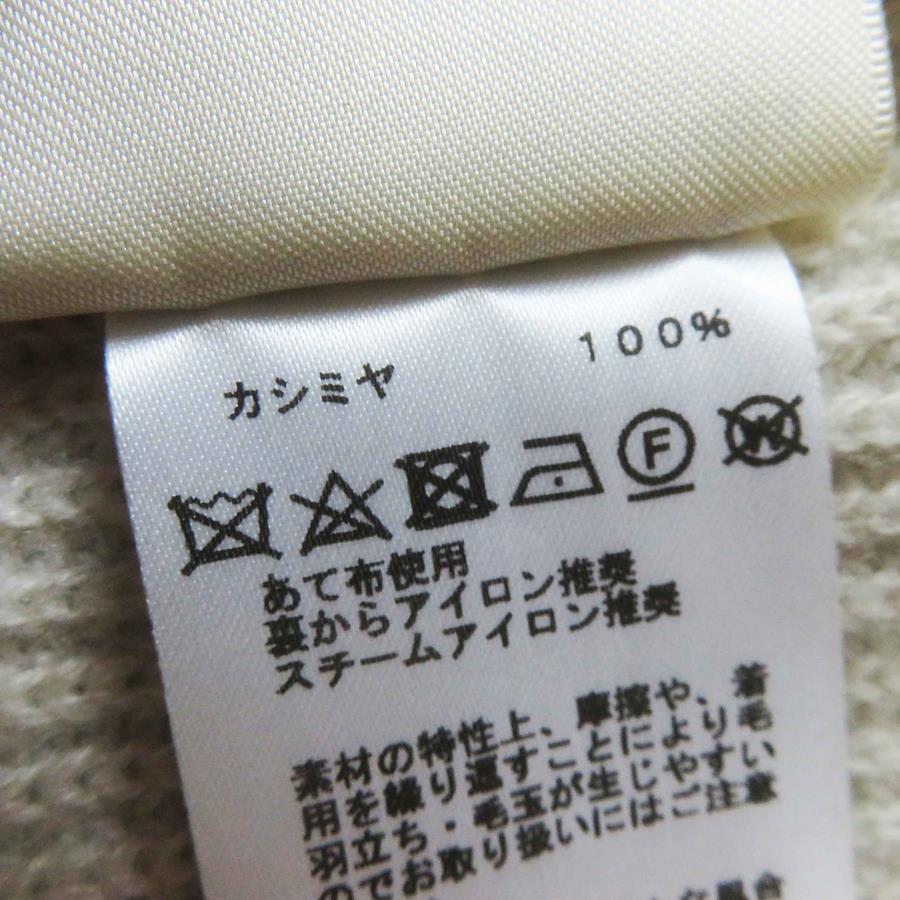 カシミヤ 100%
F W
あて布使用
裏からアイロン推奨
スチームアイロン推奨
素材の特性上、摩擦や、着
用を繰り返すことにより毛
羽立ち・毛玉が生じやすい
のでお取り扱いにはご注意